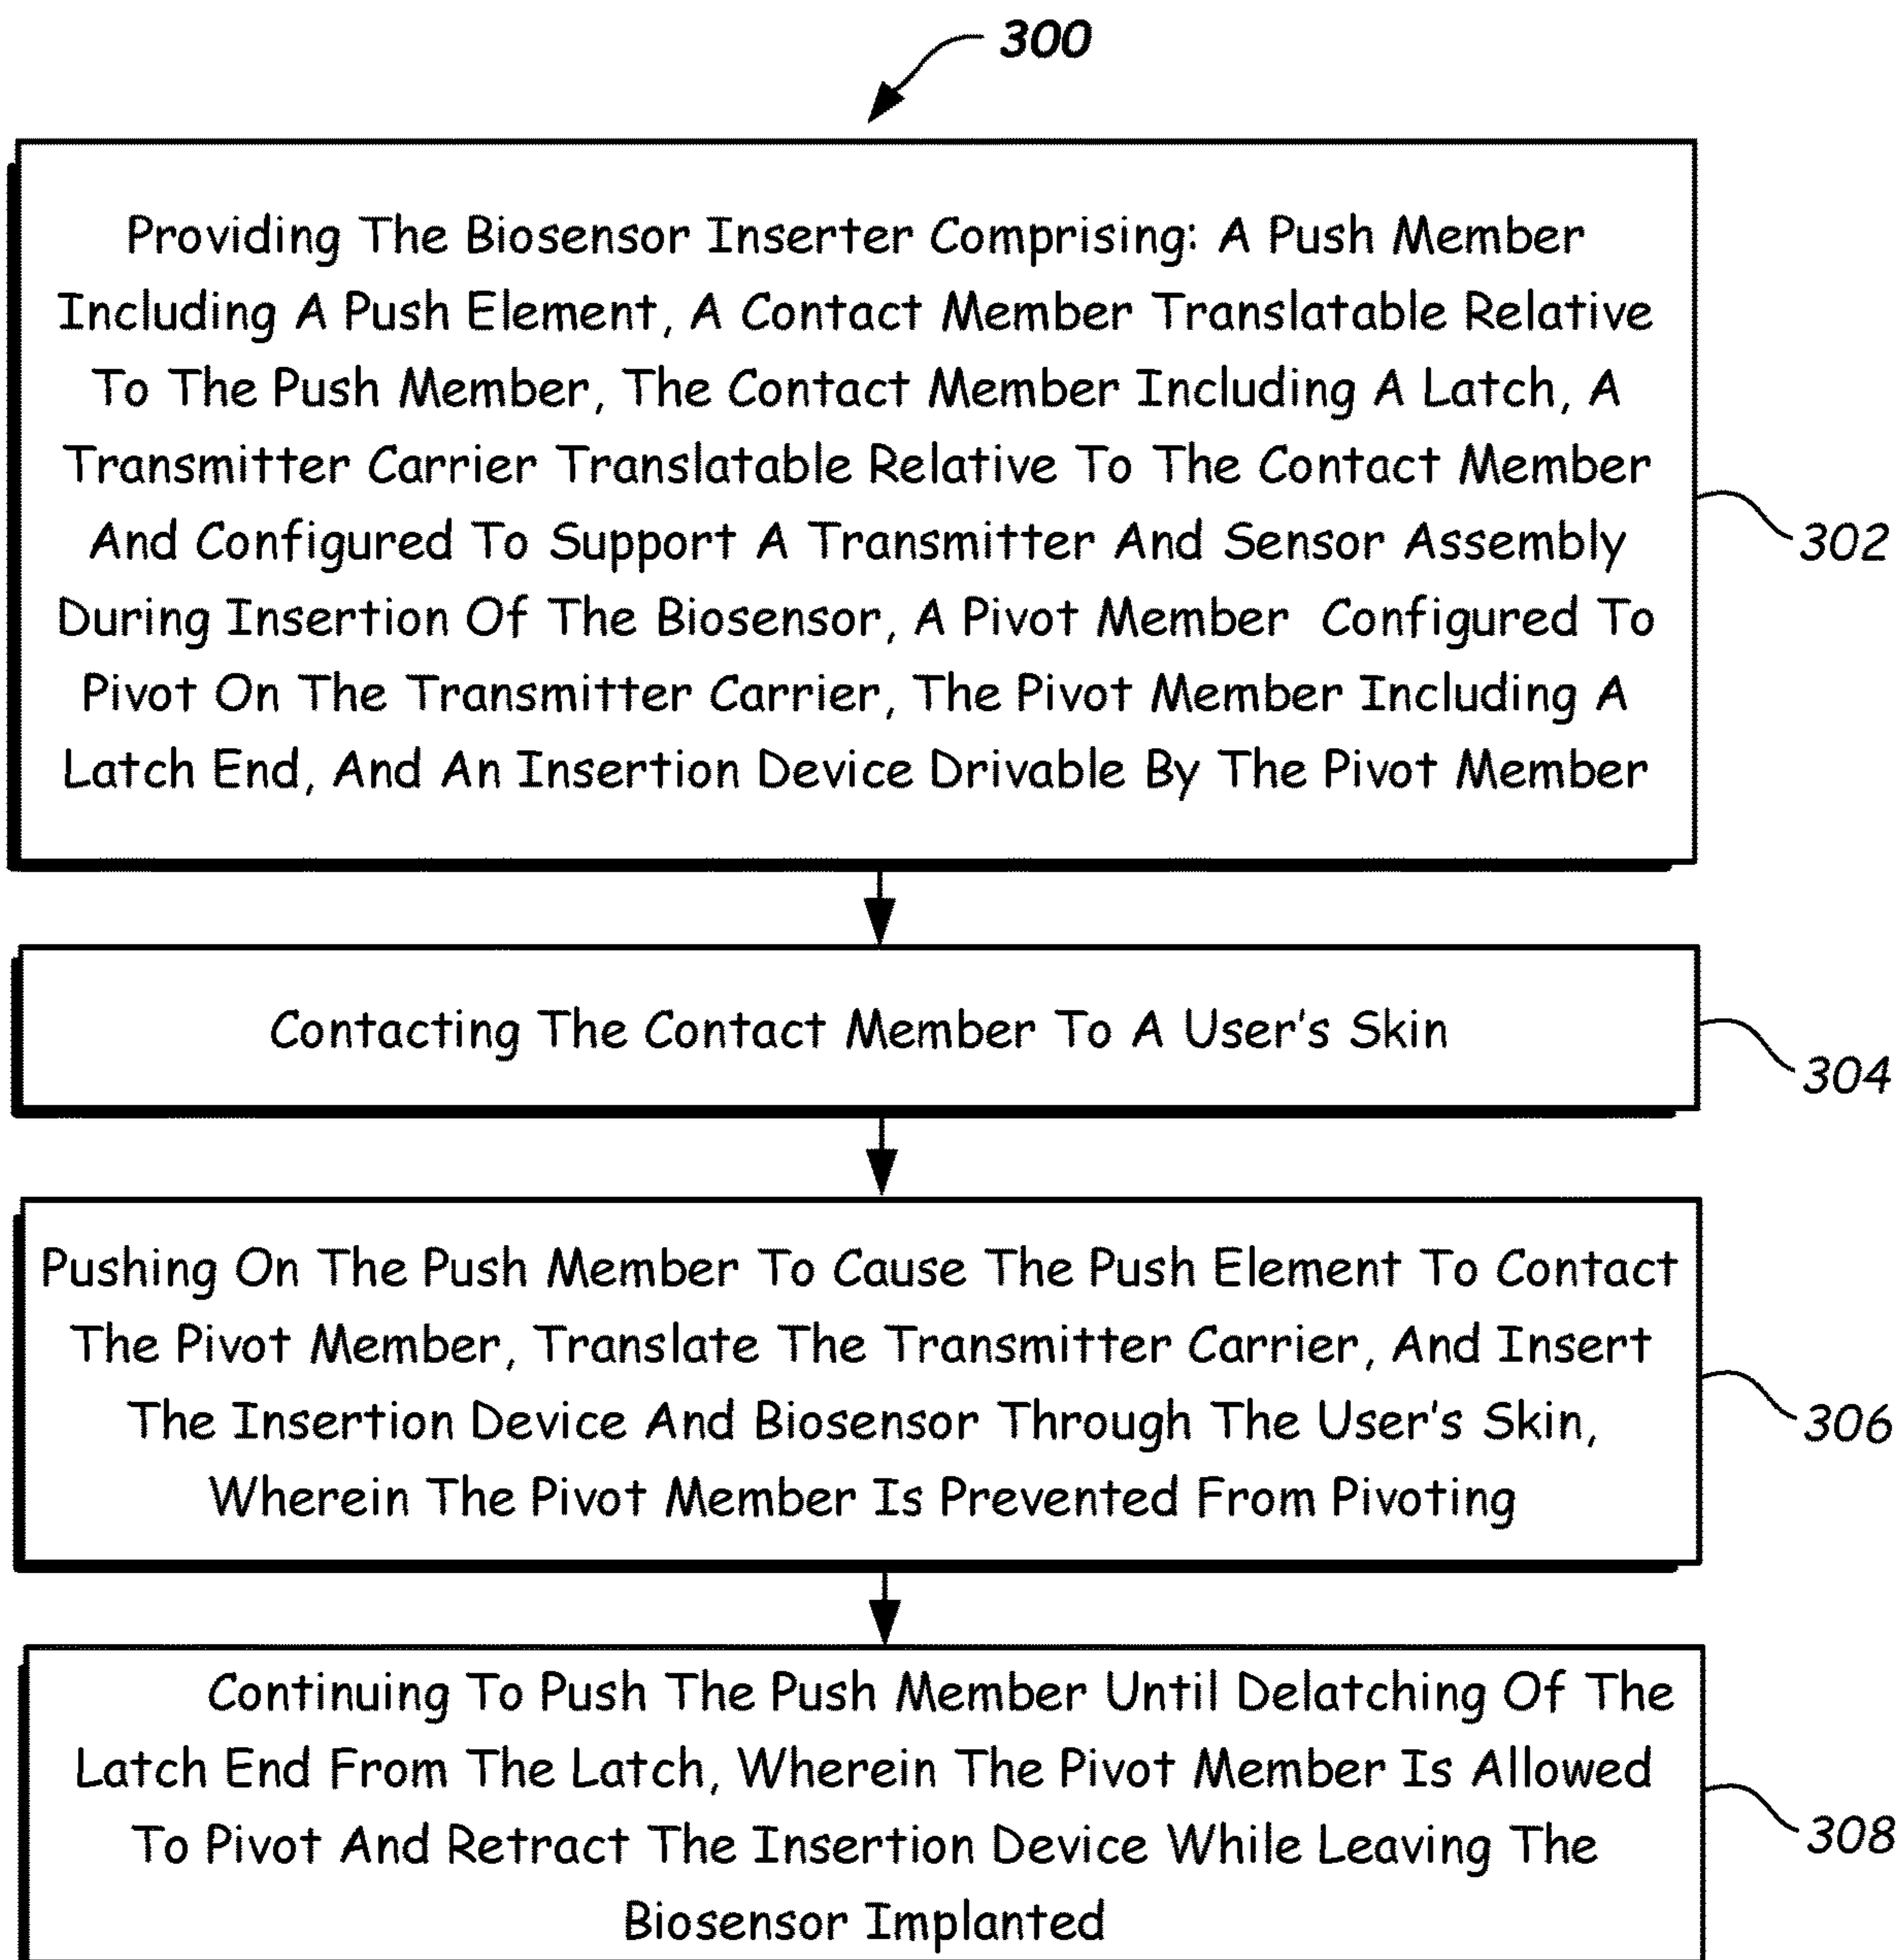 300
Providing The Biosensor Inserter Comprising: A Push Member
Including A Push Element, A Contact Member Translatable Relative
To The Push Member, The Contact Member Including A Latch, A
Transmitter Carrier Translatable Relative To The Contact Member
And Configured To Support A Transmitter And Sensor Assembly
During Insertion Of The Biosensor, A Pivot Member Configured To
Pivot On The Transmitter Carrier, The Pivot Member Including A
Latch End, And An Insertion Device Drivable By The Pivot Member
302
Contacting The Contact Member To A User's Skin
304
Pushing On The Push Member To Cause The Push Element To Contact
The Pivot Member, Translate The Transmitter Carrier, And Insert
The Insertion Device And Biosensor Through The User's Skin,
Wherein The Pivot Member Is Prevented From Pivoting
306
Continuing To Push The Push Member Until Delatching Of The
Latch End From The Latch, Wherein The Pivot Member Is Allowed
To Pivot And Retract The Insertion Device While Leaving The
Biosensor Implanted
308